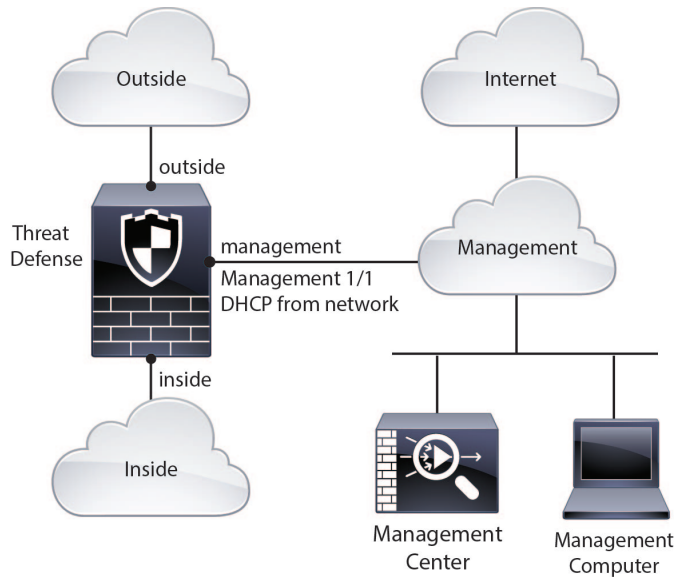 Outside
Internet
outside
Threat
Defense
management
Management 1/1
DHCP from network
Management
inside
Inside
Management
Center
Management
Computer